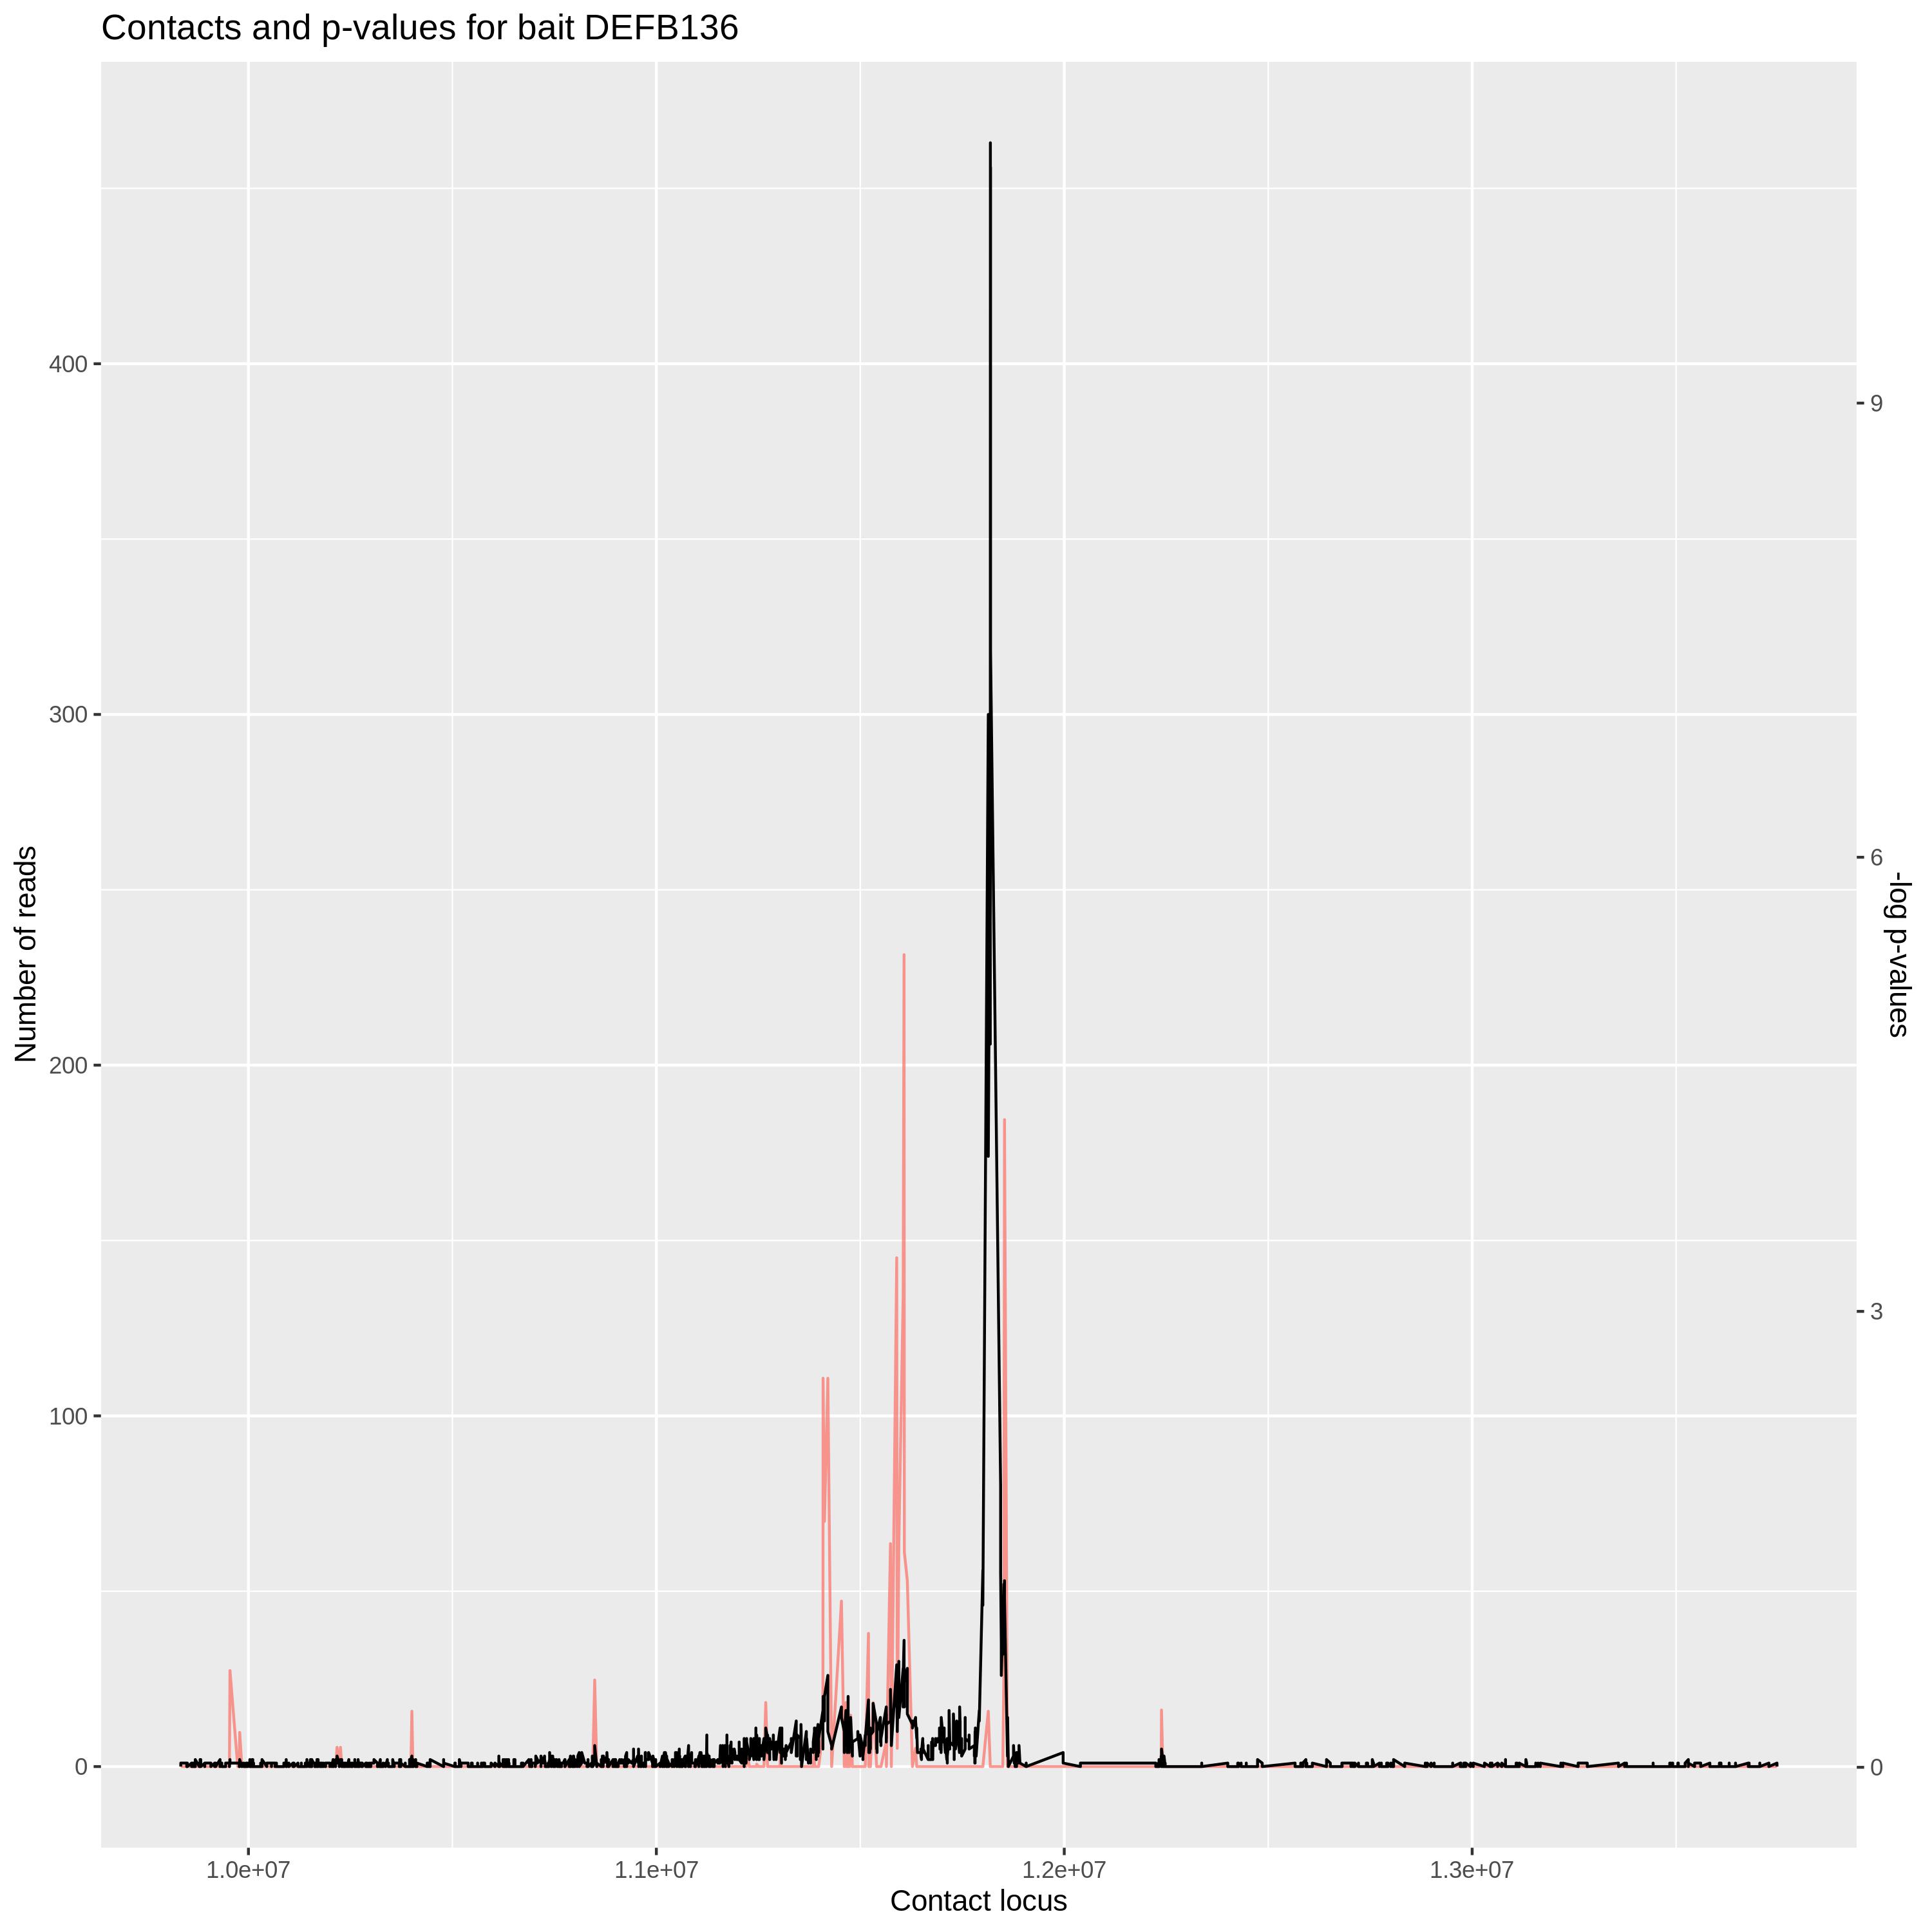 Contacts and p-values for bait DEFB136
400
300
200
100
0
Number of reads
9
6
3
0
-log p-values
1.0e+07
1.1e+07
1.2e+07
1.3e+07
Contact locus